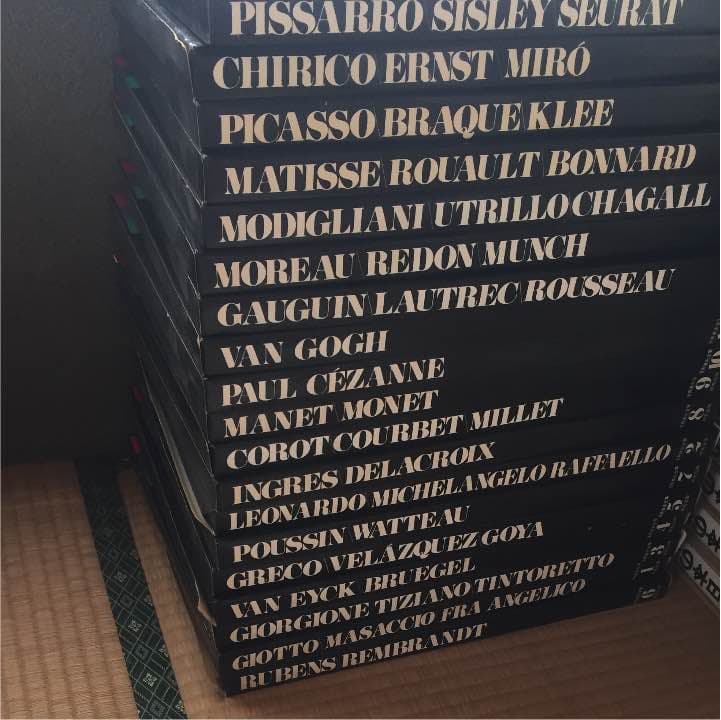 PISSARRO SISLEY SEURAT
CHIRICO ERNST MIRÓ
PICASSO BRAQUE KLEE
MATISSE ROUAULT BONNARD
MODIGLIANI UTRILLO CHAGALL
MOREAU REDON MUNCH
GAUGUIN LAUTREC ROUSSEAU
VAN GOGH
PAUL CÉZANNE
MANET MONET
COROT COURBET MILLET
INGRES DELACROIX
LEONARDO MICHELANGELO RAFFAELLO
POUSSIN WATTEAU
GRECO VELÁZQUEZ GOYA
VAN EYCK BRUEGEL
GIORGIONE TIZIANO TINTORETTO
GIOTTO MASACCIO FRA ANGELICO
RUBENS REMBRANDT